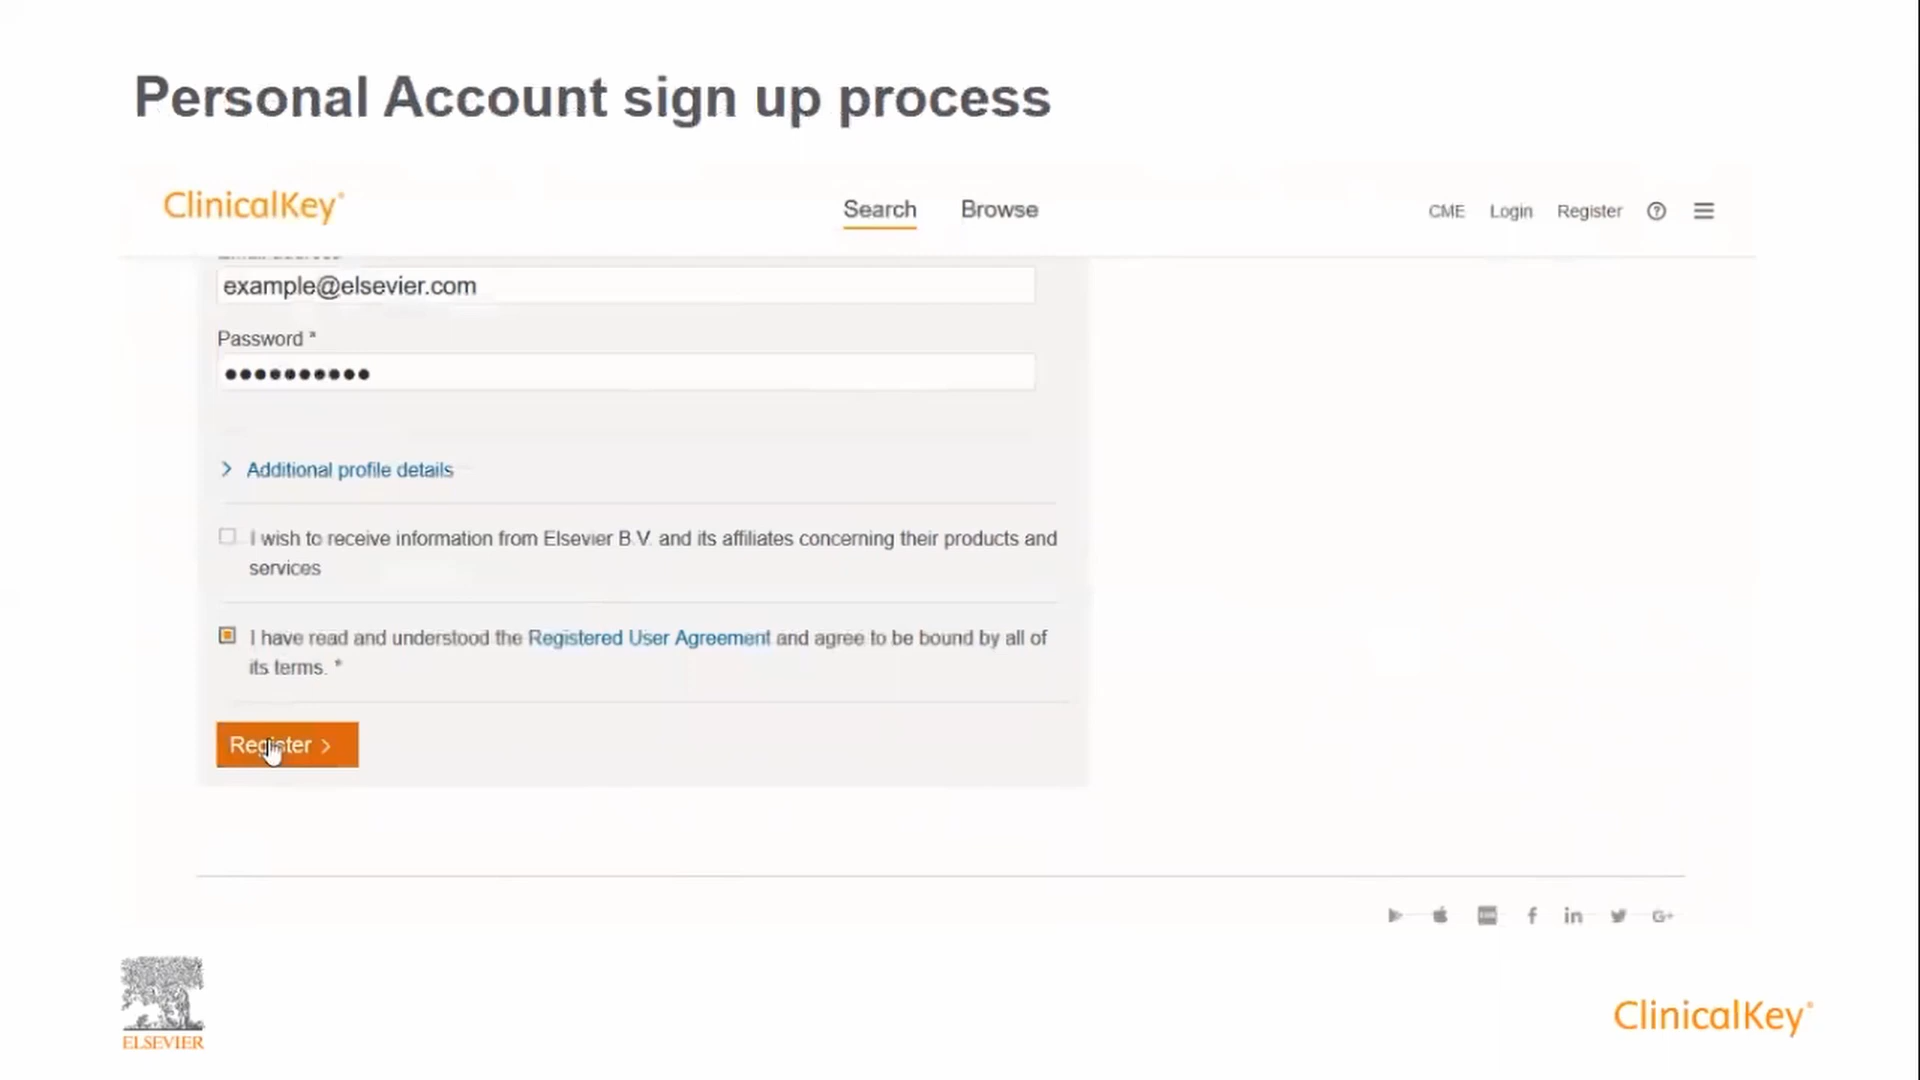 Personal Account sign up process
ClinicalKey®
Search Browse
CME Login Register
example@elsevier.com
Password *
Additional profile details
I wish to receive information from Elsevier B.V. and its affiliates concerning their products and
services
I have read and understood the Registered User Agreement and agree to be bound by all of
its terms. *
Register
ELSEVIER
ClinicalKey®